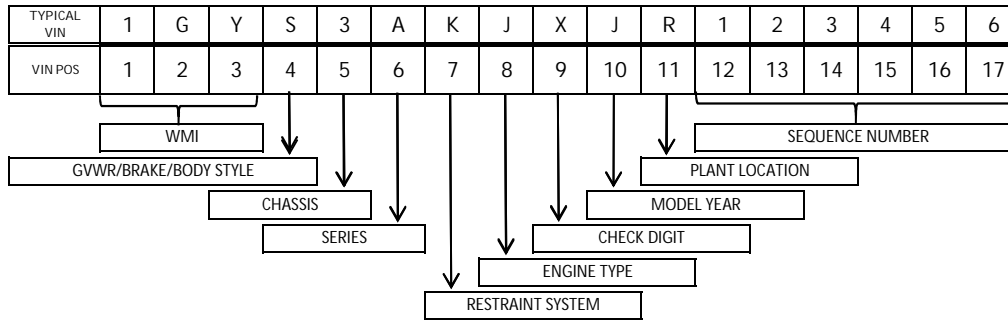 TYPICAL VIN 1 G Y S 3 A K J X J R 1 2 3 4 5 6
VIN POS 1 2 3 4 5 6 7 8 9 10 11 12 13 14 15 16 17
WMI SEQUENCE NUMBER
GVWR/BRAKE/BODY STYLE PLANT LOCATION
CHASSIS MODEL YEAR
SERIES CHECK DIGIT
ENGINE TYPE
RESTRAINT SYSTEM